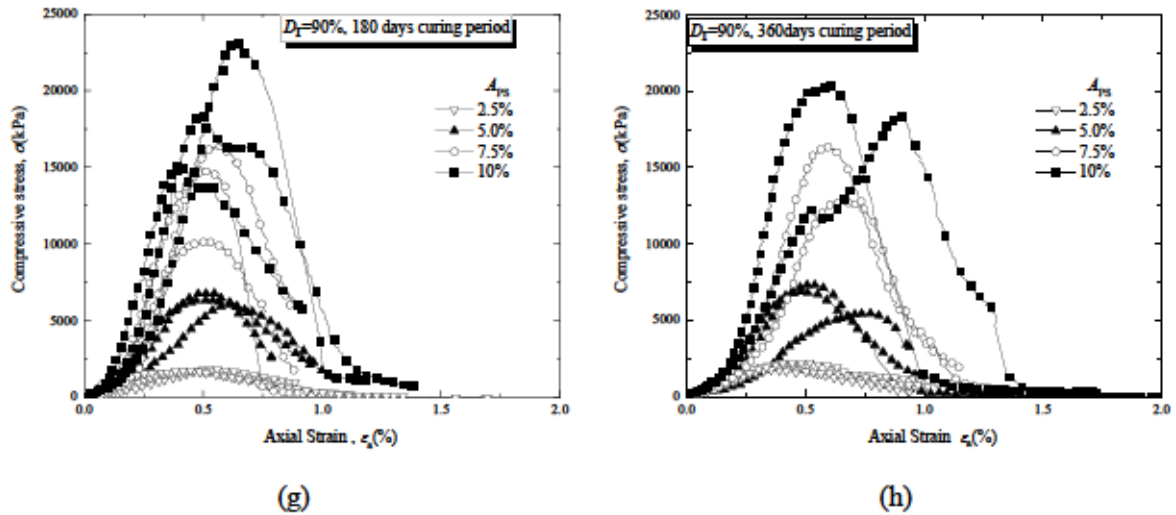 25000
20000
15000
10000
5000
0
Compressive stress, σ(kPa)
Dr=90%, 180 days curing period
APS
2.5%
5.0%
7.5%
10%
0.0 0.5 1.0 1.5 2.0
Axial Strain , εa(%)
(g)
25000
20000
15000
10000
5000
0
Compressive stress, σ(kPa)
Dr=90%, 360days curing period
APS
2.5%
5.0%
7.5%
10%
0.0 0.5 1.0 1.5 2.0
Axial Strain εa(%)
(h)